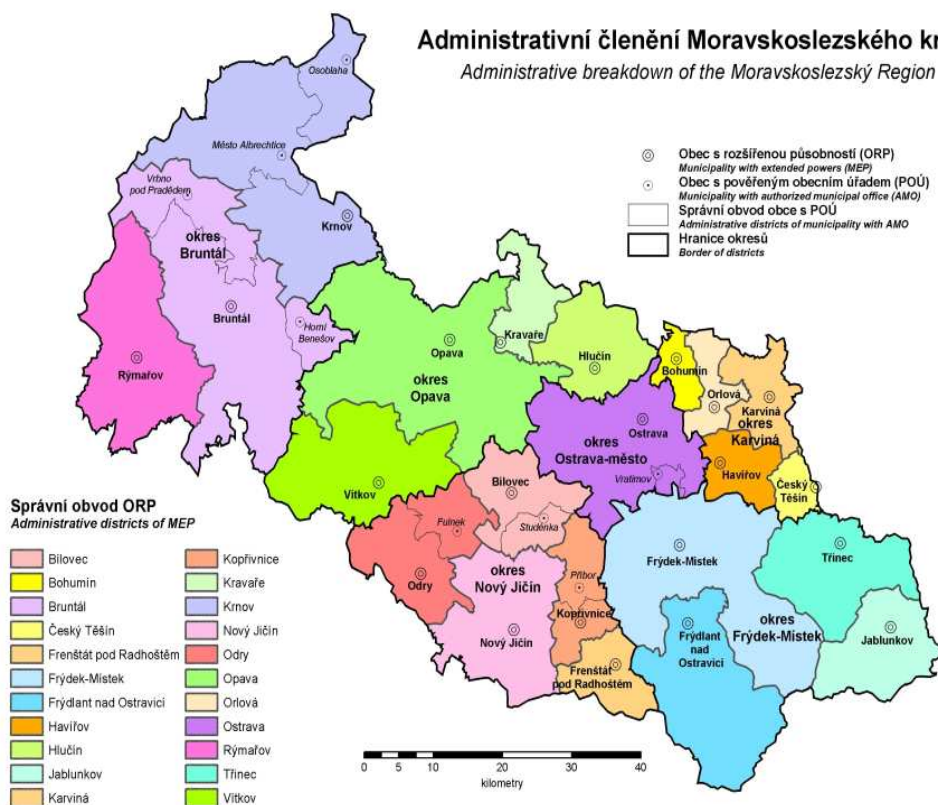 Administrativní členění Moravskoslezského kr
Administrative breakdown of the Moravskoslezský Region
Obec s rozšířenou působností (ORP)
Municipality with extended powers (MEP)
Obec s pověřeným obecním úřadem (POÚ)
Municipality with authorized municipal office (AMO)
Správní obvod obce s POÚ
Administrative districts of municipality with AMO
Hranice okresů
Border of districts
Osoblaha
Město Albrechtice
Vrbno
pod Pradědem
Krnov
okres
Bruntál
Bruntál
Horní
Benešov
Rýmařov
Kravaře
Opava
okres
Opava
Hlučín
Bohumín
Orlová
Karviná
okres
Karviná
Ostrava
okres
Ostrava-město
Vratimov
Havířov
Český
Těšín
Vítkov
Bílovec
Studénka
Fulnek
Odry
okres
Nový Jičín
Nový Jičín
Příbor
Kopřivnice
Frenštát
pod Radhoštěm
Frýdek-Místek
Třinec
okres
Frýdek-Místek
Frýdlant
nad
Ostravicí
Jablunkov
Správní obvod ORP
Administrative districts of MEP
Bílovec
Bohumín
Bruntál
Český Těšín
Frenštát pod Radhoštěm
Frýdek-Místek
Frýdlant nad Ostravicí
Havířov
Hlučín
Jablunkov
Karviná
Kopřivnice
Kravaře
Krnov
Nový Jičín
Odry
Opava
Orlová
Ostrava
Rýmařov
Třinec
Vítkov
0 5 10 20 30 40
kilometry